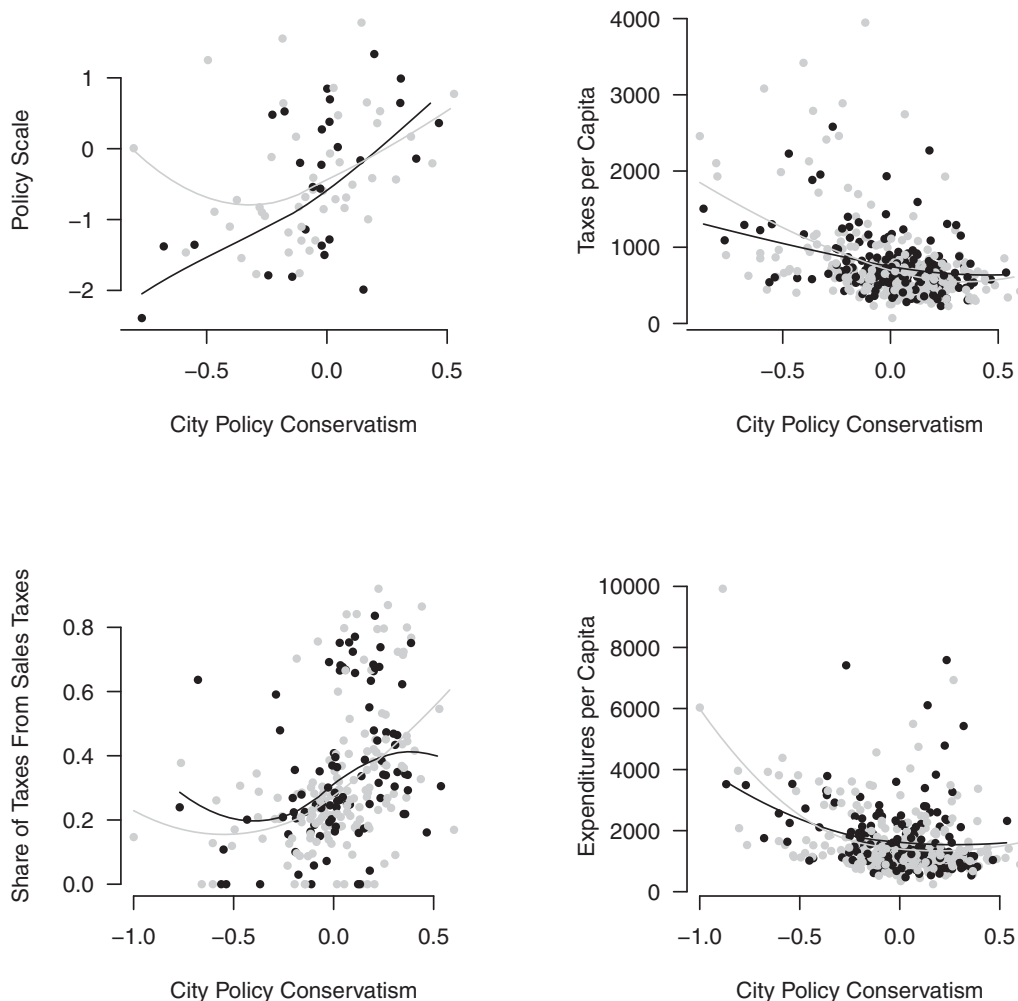 Policy Scale
1
0
−1
−2
−0.5 0.0 0.5
City Policy Conservatism
Taxes per Capita
4000
3000
2000
1000
0
−0.5 0.0 0.5
City Policy Conservatism
Share of Taxes From Sales Taxes
0.8
0.6
0.4
0.2
0.0
−1.0 −0.5 0.0 0.5
City Policy Conservatism
Expenditures per Capita
10000
8000
6000
4000
2000
0
−1.0 −0.5 0.0 0.5
City Policy Conservatism